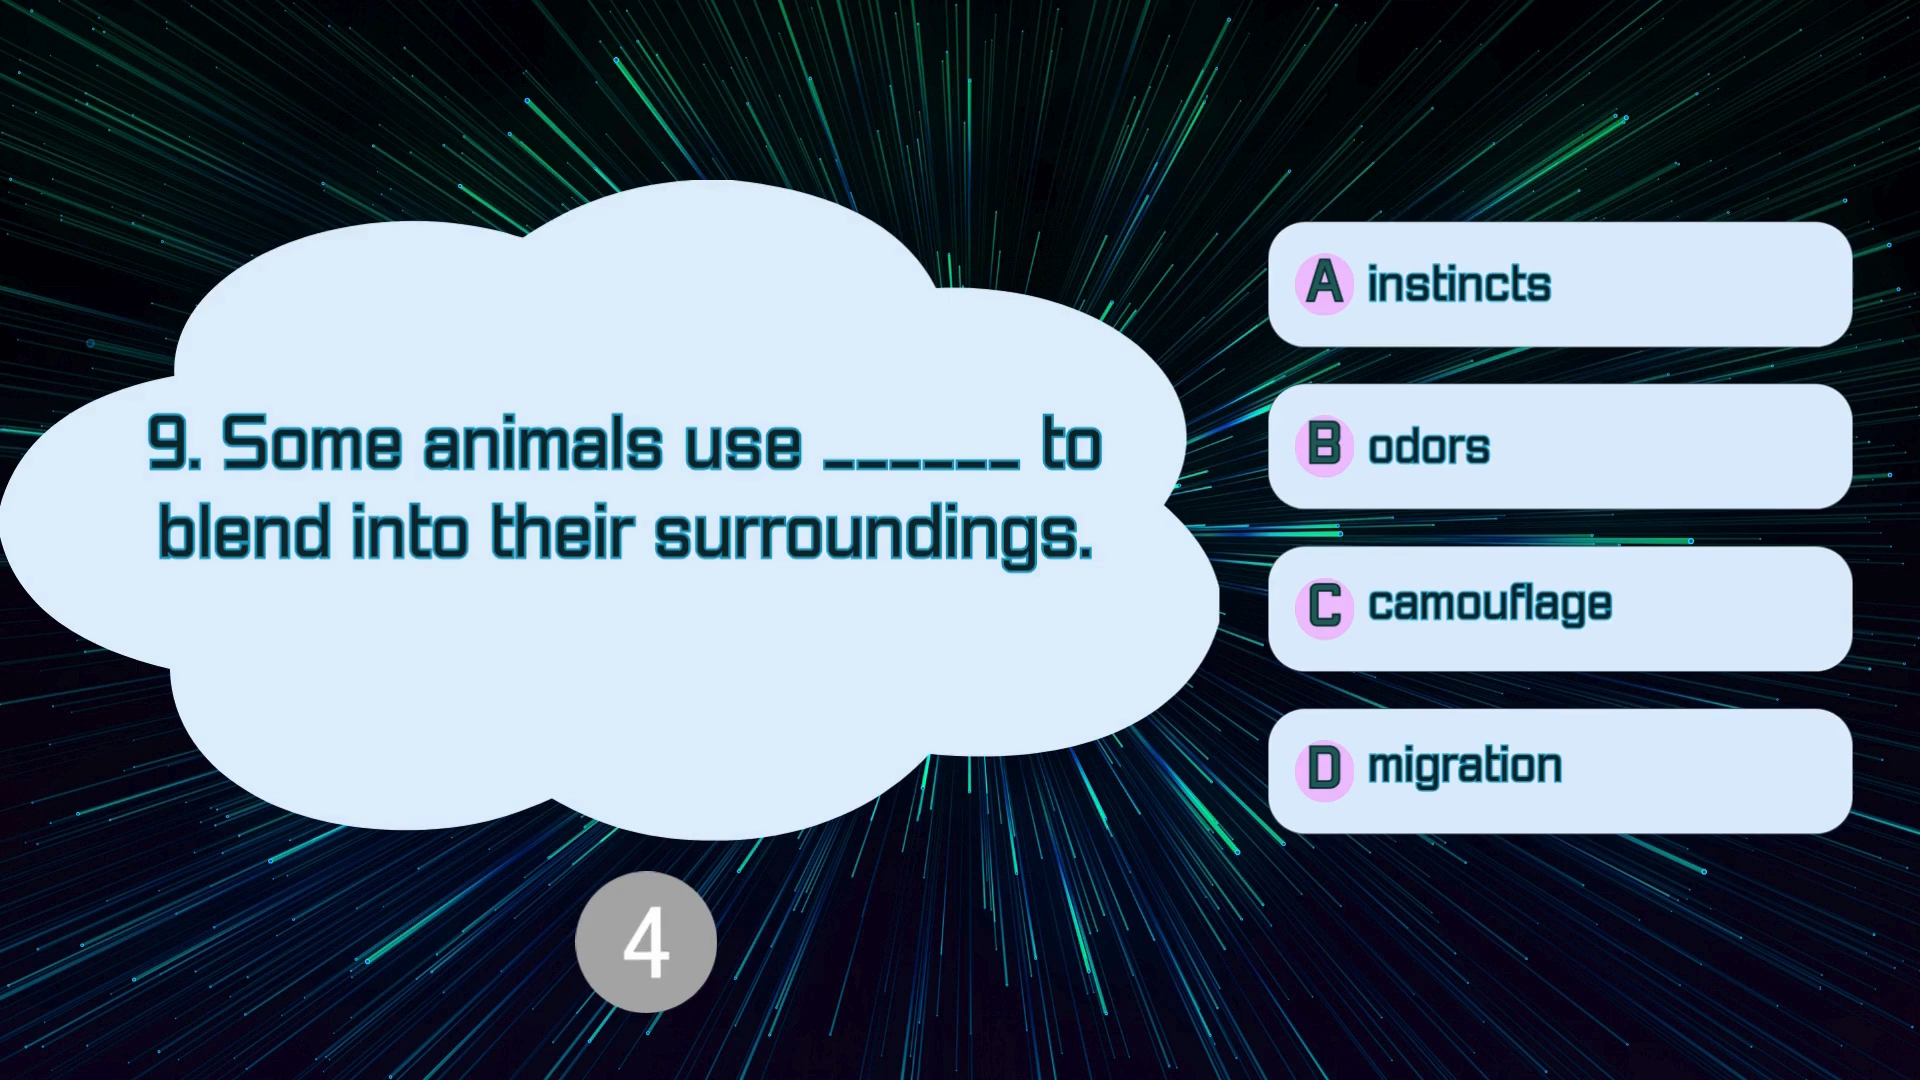 9. Some animals use ______ to
blend into their surroundings.
A instincts
B odors
C camouflage
D migration
4